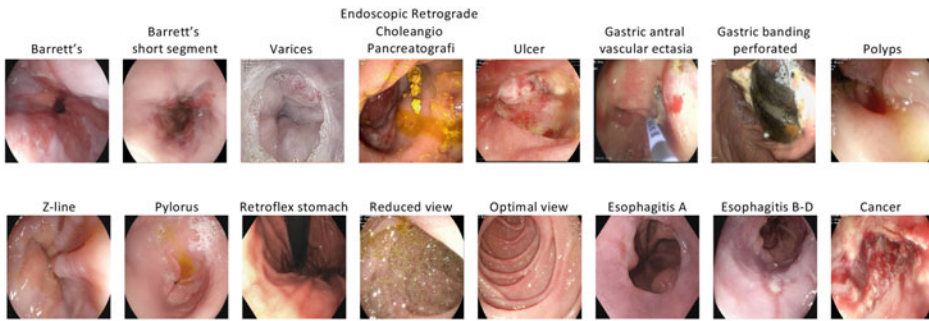 Barrett's
Barrett's short segment
Varices
Endoscopic Retrograde Choleangio Pancreatografi
Ulcer
Gastric antral vascular ectasia
Gastric banding perforated
Polyps
Z-line
Pylorus
Retroflex stomach
Reduced view
Optimal view
Esophagitis A
Esophagitis B-D
Cancer